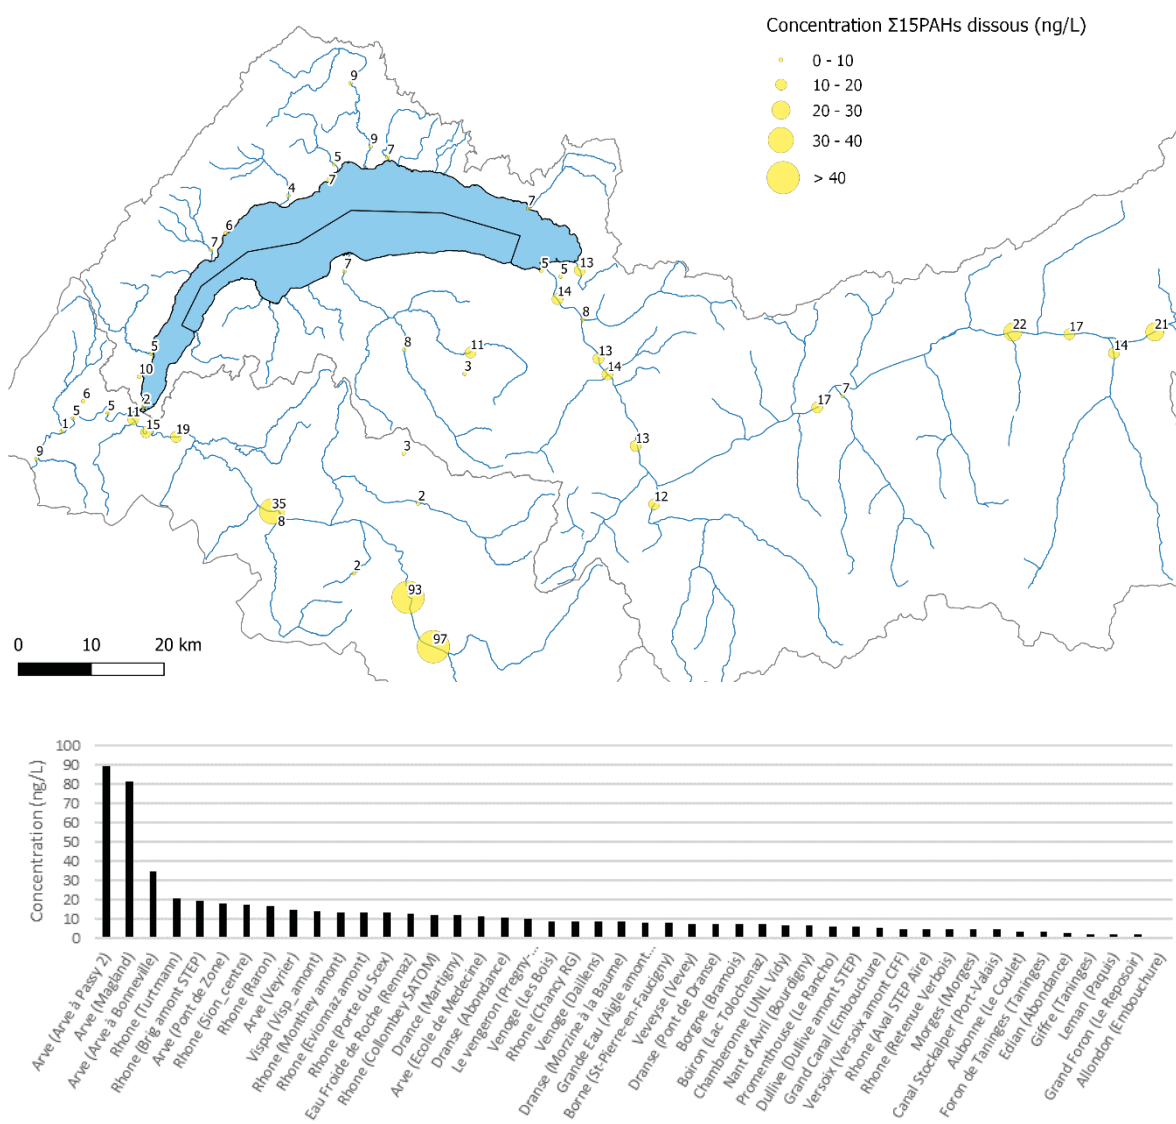 Concentration Σ15PAHs dissous (ng/L)
0 - 10
10 - 20
20 - 30
30 - 40
> 40
9
9
5
7
7
4
7
6
7
7
5
5
13
14
8
5
10
2
6
5
5
1
9
11
15
19
8
11
3
13
14
22
17
21
14
7
17
13
12
3
2
35
8
2
93
97
0 10 20 km
Concentration (ng/L)
100
90
80
70
60
50
40
30
20
10
0
Arve (Arve à Passy 2)
Arve (Magland)
Arve (Arve à Bonneville)
Rhone (Turtmann)
Rhone (Brig amont STEP)
Arve (Pont de Zone)
Rhone (Sion_centre)
Rhone (Raron)
Arve (Veyrier)
Vispa (Visp_amont)
Rhone (Monthey amont)
Rhone (Evionnaz amont)
Rhone (Porte du Scex)
Eau Froide de Roche (Rennaz)
Rhone (Collombey SATOM)
Drance (Martigny)
Arve (Ecole de Medecine)
Danse (Abondance)
Le vengeron (Pregny-...
Venoge (Les Bois)
Rhone (Chancy RG)
Venoge (Daillens)
Dranse (Morzine à la Baume)
Grande Eau (Aigle amont...
Borne (St-Pierre-en-Faucigny)
Veveyse (Vevey)
Danse (Pont de Dranse)
Borgne (Bramois)
Boiron (Lac Tolochenaz)
Chamberonne (UNIL Vidy)
Nant d'Avril (Bourdigny)
Promenthouse (Le Rancho)
Dullive (Dullive amions STEP)
Grand Canal (Embouchure)
Versoix (Versoix amont CFF)
Rhone (Aval STEP Aire)
Rhone (Retenue Verbois)
Morges (Morges)
Canal Stockalper (Port-Valais)
Aubonne (Le Coulet)
Foron de Taninges (Taninges)
Edian (Abondance)
Giffre (Taninges)
Leman (Paquis)
Grand Foron (Le Reposoir)
Allondon (Embouchure)